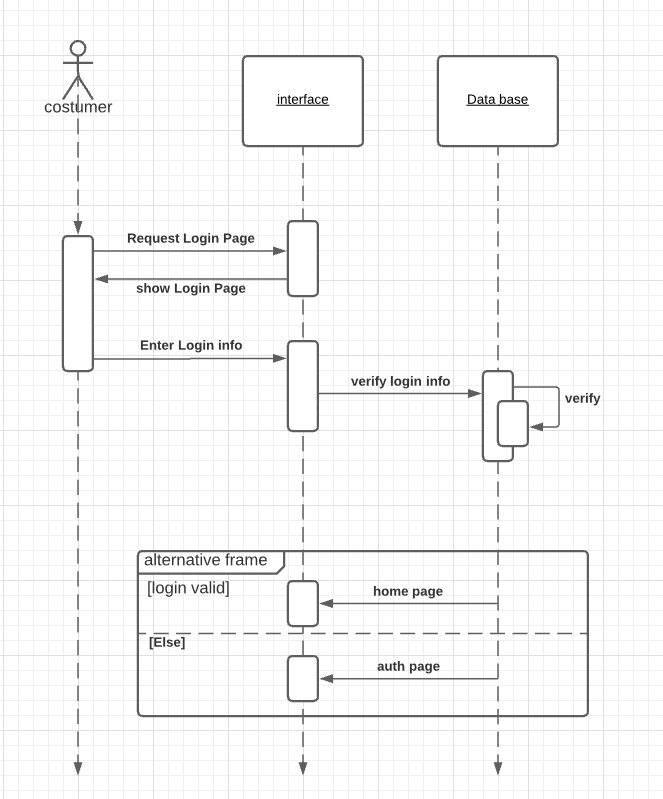 costumer
interface
Data base
Request Login Page
show Login Page
Enter Login info
verify login info
verify
alternative frame
[login valid]
home page
[Else]
auth page